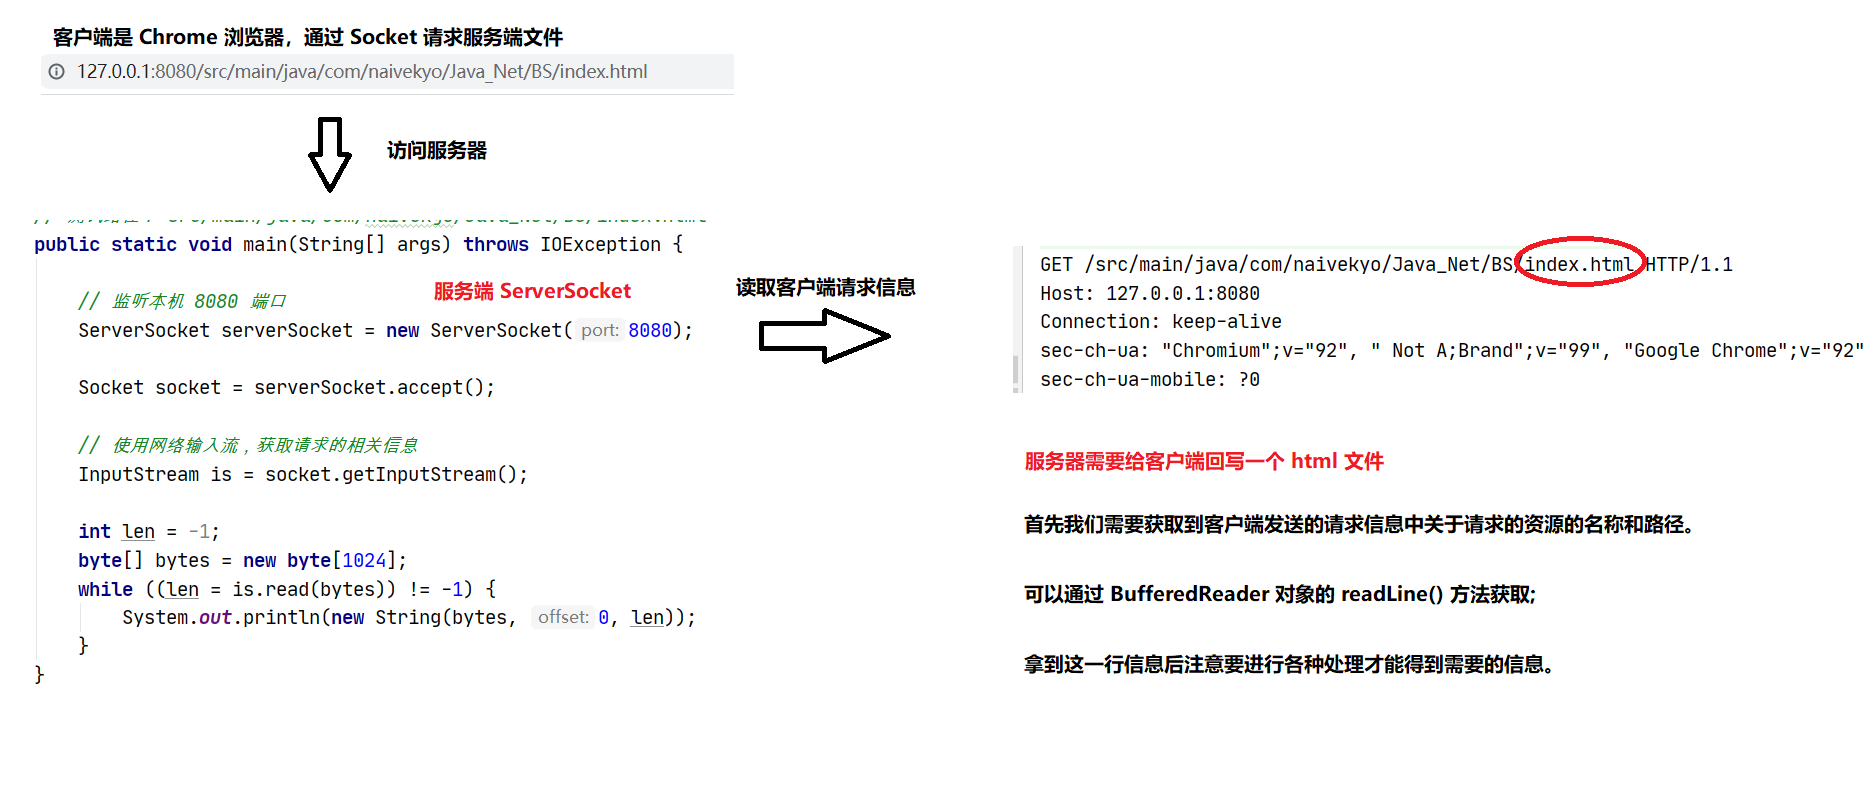 客户端是 Chrome 浏览器，通过 Socket 请求服务端文件
127.0.0.1:8080/src/main/java/com/naivekyo/Java_Net/BS/index.html
访问服务器
public static void main(String[] args) throws IOException {
// 监听本机 8080 端口
服务端 ServerSocket
ServerSocket serverSocket = new ServerSocket( port: 8080);
Socket socket = serverSocket.accept();
// 使用网络输入流，获取请求的相关信息
InputStream is = socket.getInputStream();
int len = -1;
byte[] bytes = new byte[1024];
while ((len = is.read(bytes)) != -1) {
System.out.println(new String(bytes, offset: 0, len));
}
}
读取客户端请求信息
GET /src/main/java/com/naivekyo/Java_Net/BS/index.html HTTP/1.1
Host: 127.0.0.1:8080
Connection: keep-alive
sec-ch-ua: "Chromium";v="92", " Not A;Brand";v="99", "Google Chrome";v="92"
sec-ch-ua-mobile: ?0
服务器需要给客户端回写一个 html 文件
首先我们需要获取到客户端发送的请求信息中关于请求的资源的名称和路径。
可以通过 BufferedReader 对象的 readLine() 方法获取;
拿到这一行信息后注意要进行各种处理才能得到需要的信息。